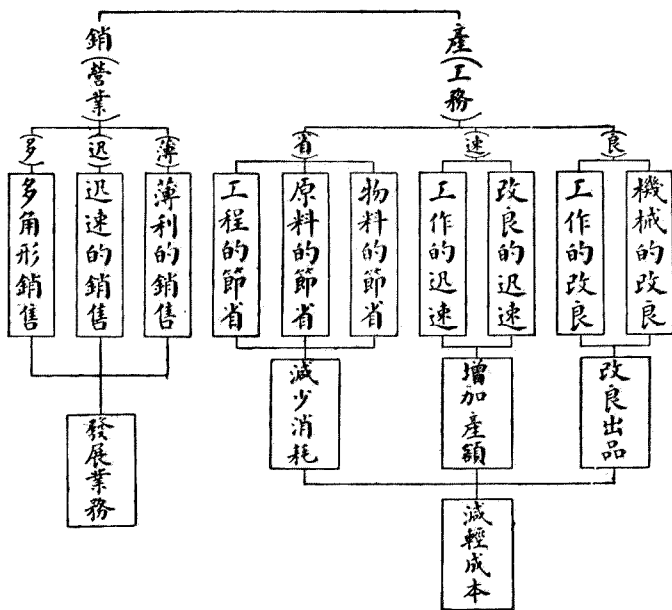 產(工務)
銷(營業)
(良)
(速)
(省)
(薄)
(迅)
(多)
機械的改良
工作的改良
改良的迅速
工作的迅速
物料的節省
原料的節省
工程的節省
薄利的銷售
迅速的銷售
多角形銷售
改良出品
增加產額
減少消耗
發展業務
減輕成本